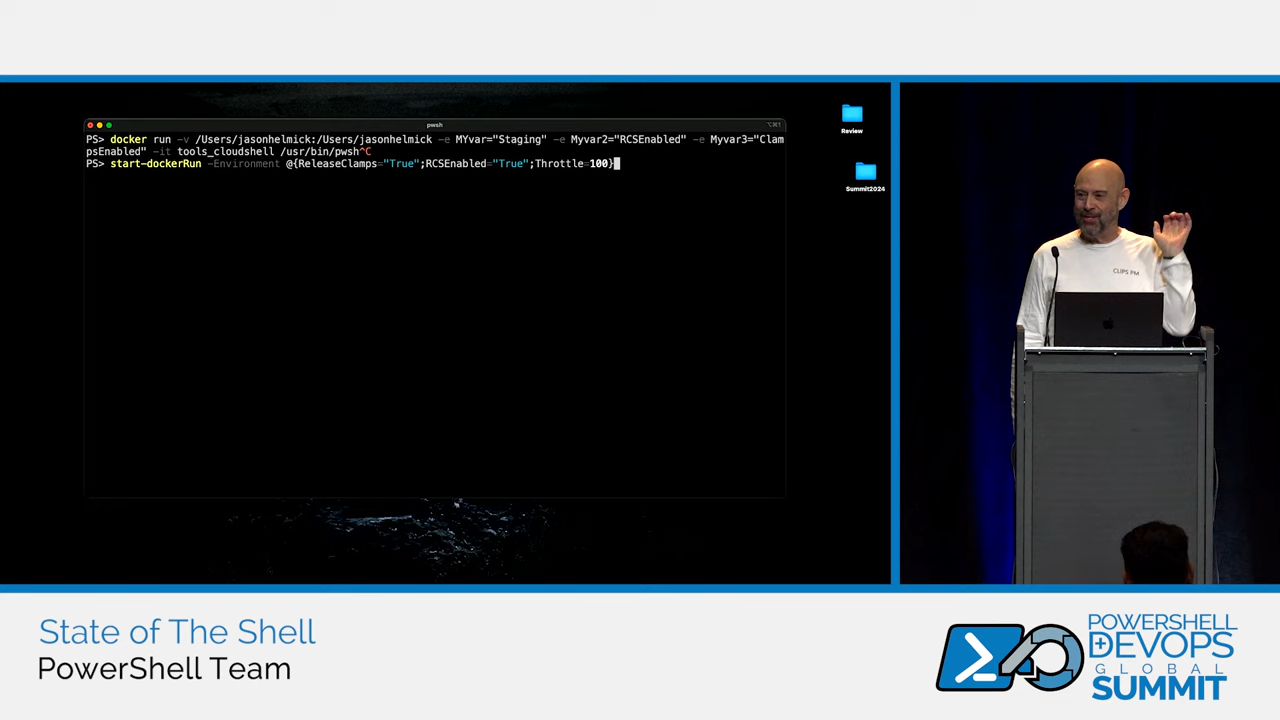 pwsh
⌥⌘1
PS> docker run -v /Users/jasonhelmick:/Users/jasonhelmick -e MYvar="Staging" -e Myvar2="RCSEnabled" -e Myvar3="Clam
psEnabled" -it tools_cloudshell /usr/bin/pwsh^C
PS> start-dockerRun -Environment @{ReleaseClamps="True";RCSEnabled="True";Throttle=100}
Review
Summit2024
CLIPS PM
State of The Shell
PowerShell Team
POWERSHELL
+DEVOPS
GLOBAL
SUMMIT